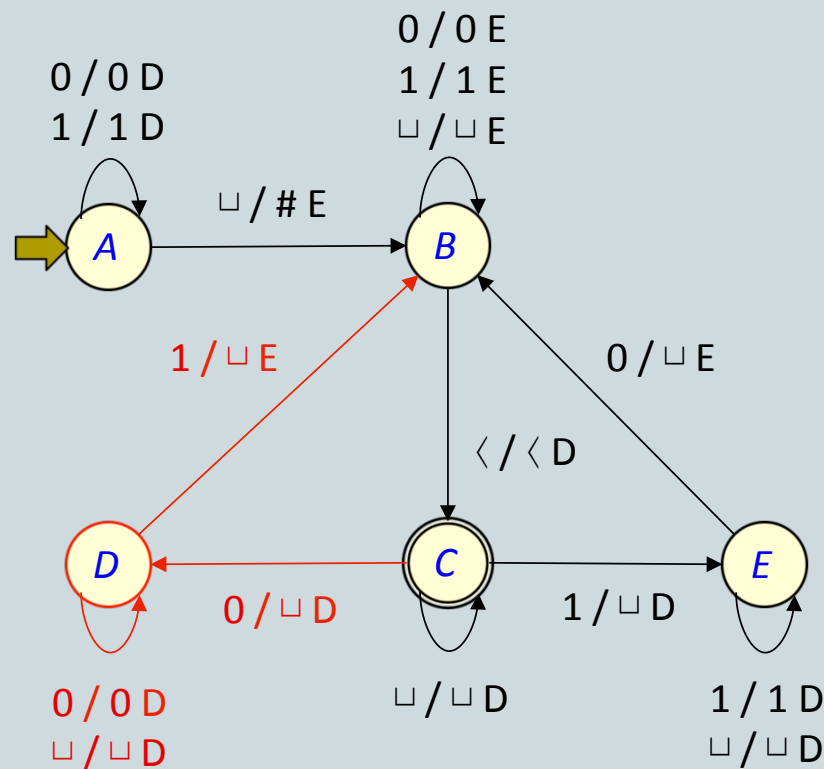 0 / 0 E
0 / 0 D
1 / 1 E
1 / 1 D
⊔ / ⊔ E
⊔ / # E
A
B
1 / ⊔ E
0 / ⊔ E
〈 / 〈 D
D
C
E
0 / ⊔ D
1 / ⊔ D
0 / 0 D
⊔ / ⊔ D
⊔ / ⊔ D
1 / 1 D
⊔ / ⊔ D